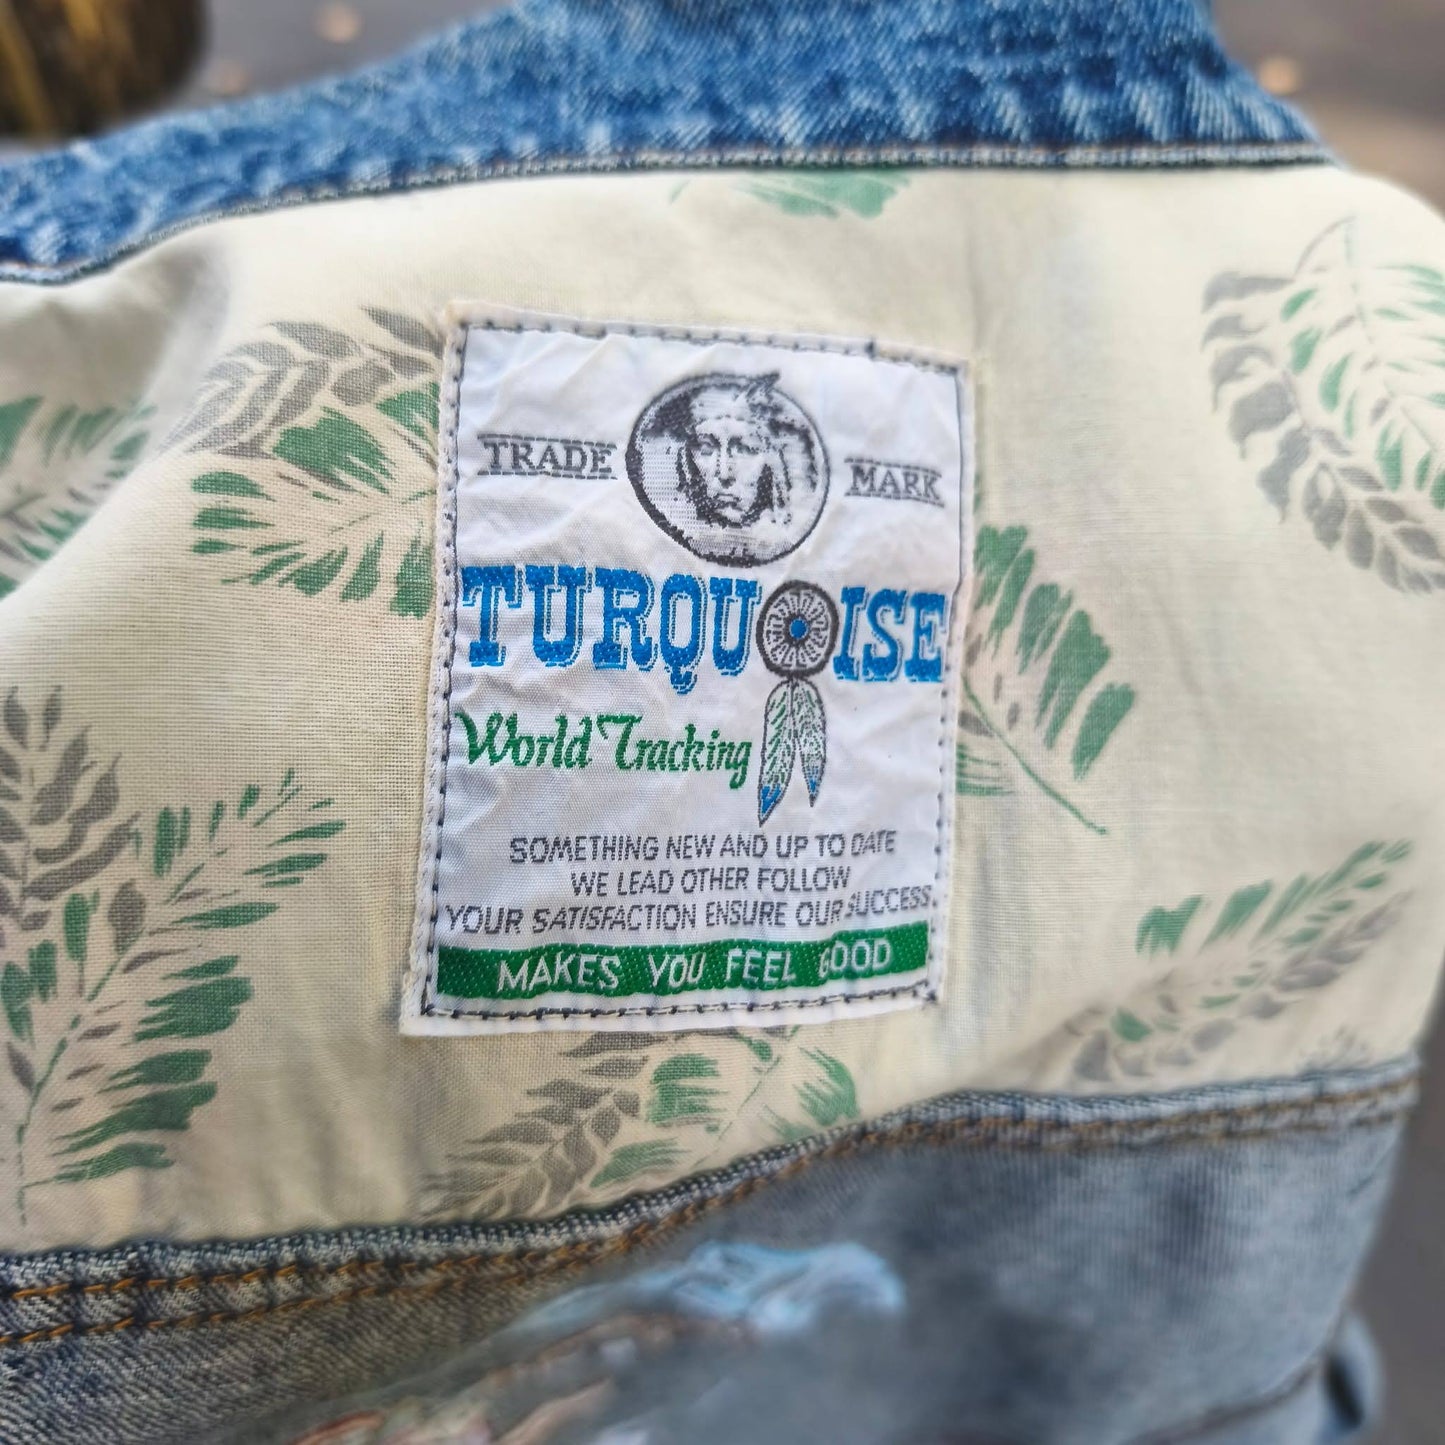 TRADE MARK
TURQUOISE
World Tracking
SOMETHING NEW AND UP TO DATE
WE LEAD OTHER FOLLOW
YOUR SATISFACTION ENSURE OUR SUCCESS.
MAKES YOU FEEL GOOD